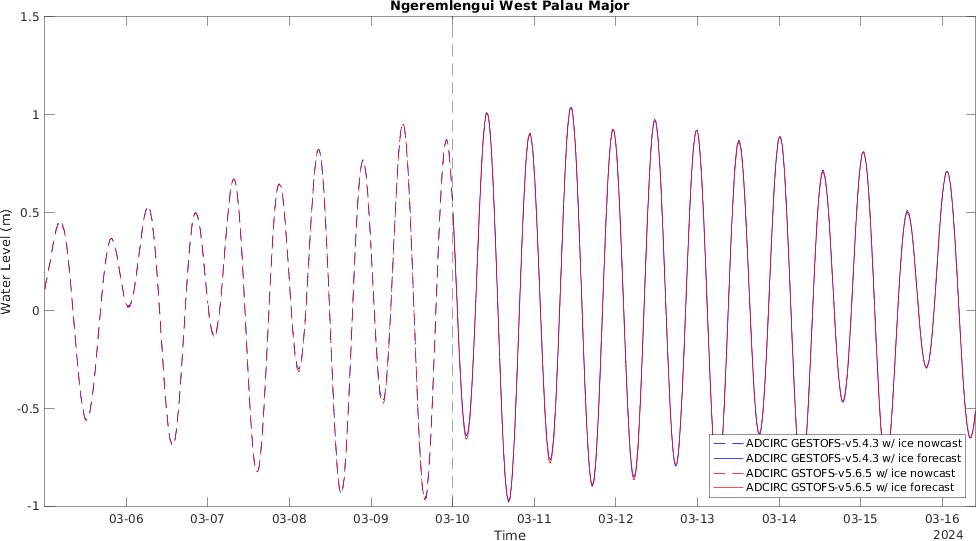 Ngeremlengui West Palau Major
1.5
1
0.5
0
-0.5
-1
Water Level (m)
ADCIRC GESTOFS-v5.4.3 w/ ice nowcast
ADCIRC GESTOFS-v5.4.3 w/ ice forecast
ADCIRC GSTOFS-v5.6.5 w/ ice nowcast
ADCIRC GSTOFS-v5.6.5 w/ ice forecast
03-06 03-07 03-08 03-09 03-10 03-11 03-12 03-13 03-14 03-15 03-16
Time
2024